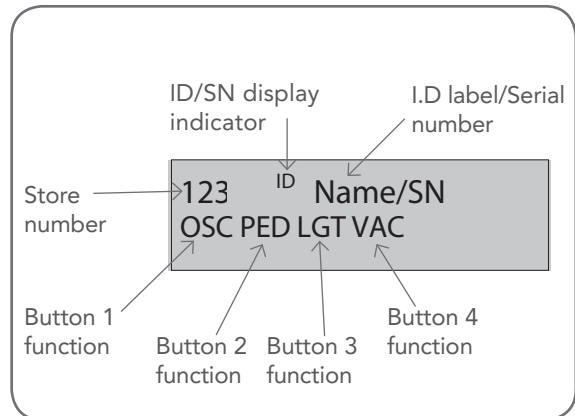 ID/SN display
indicator
I.D label/Serial
number
Store
number
123 ID Name/SN
OSC PED LGT VAC
Button 1
function
Button 2
function
Button 3
function
Button 4
function